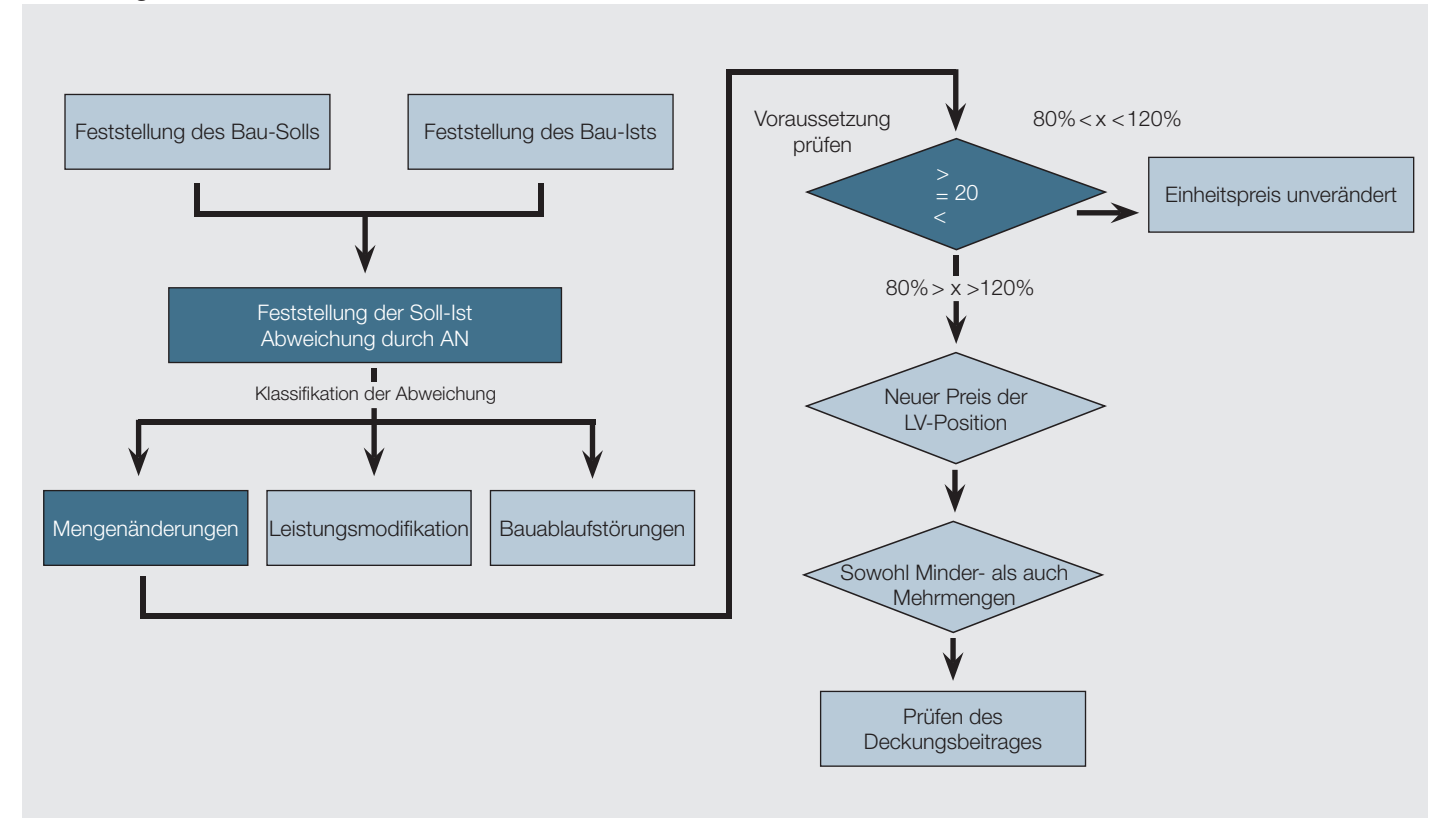 Feststellung des Bau-Solls
Feststellung des Bau-Ists
Feststellung der Soll-Ist
Abweichung durch AN
Klassifikation der Abweichung
Mengenänderungen
Leistungsmodifikation
Bauablaufstörungen
Voraussetzung
prüfen
80% < x < 120%
>
= 20
<
Einheitspreis unverändert
80% > x >120%
Neuer Preis der
LV-Position
Sowohl Minder- als auch
Mehrmengen
Prüfen des
Deckungsbeitrages